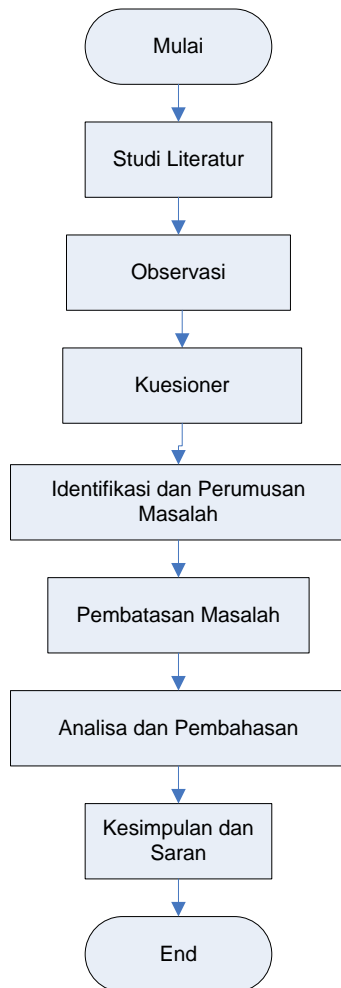 Mulai
Studi Literatur
Observasi
Kuesioner
Identifikasi dan Perumusan
Masalah
Pembatasan Masalah
Analisa dan Pembahasan
Kesimpulan dan
Saran
End